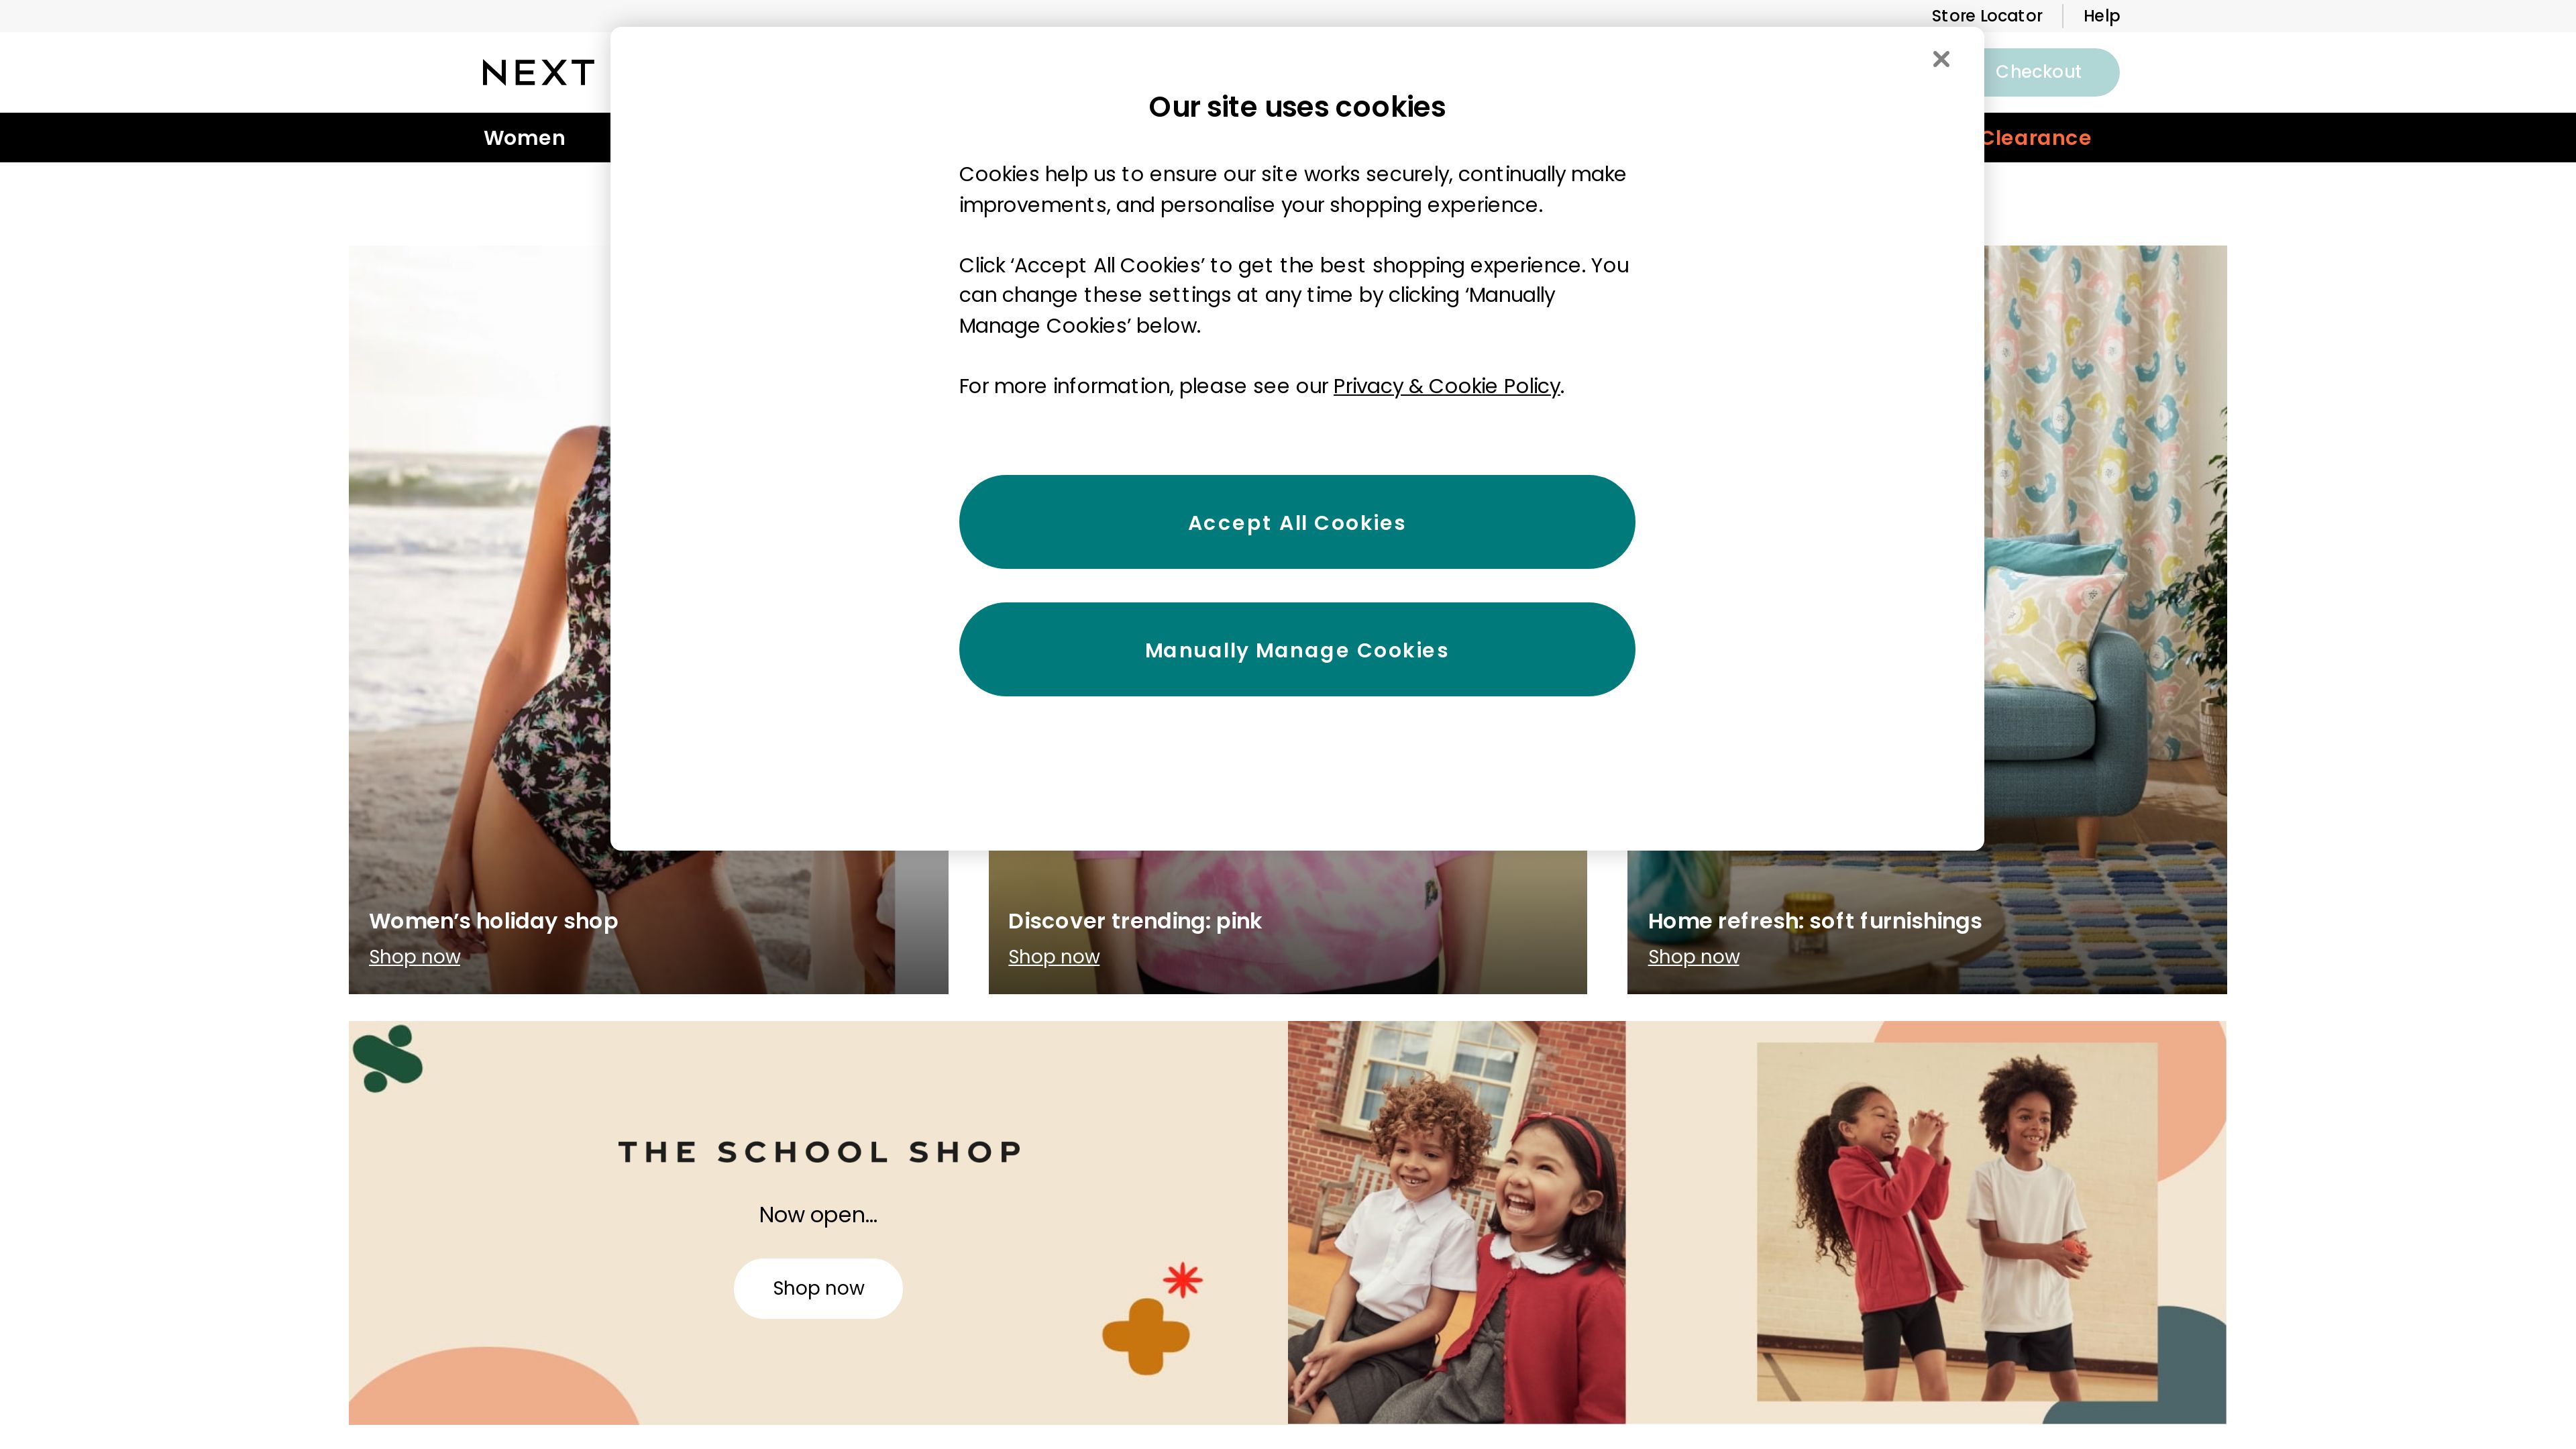 Store Locator
Help
NEXT
Checkout
Women
Clearance
Our site uses cookies
Cookies help us to ensure our site works securely, continually make
improvements, and personalise your shopping experience.
Click ‘Accept All Cookies’ to get the best shopping experience. You
can change these settings at any time by clicking ‘Manually
Manage Cookies’ below.
For more information, please see our Privacy & Cookie Policy.
Accept All Cookies
Manually Manage Cookies
Women’s holiday shop
Shop now
Discover trending: pink
Shop now
Home refresh: soft furnishings
Shop now
THE SCHOOL SHOP
Now open...
Shop now